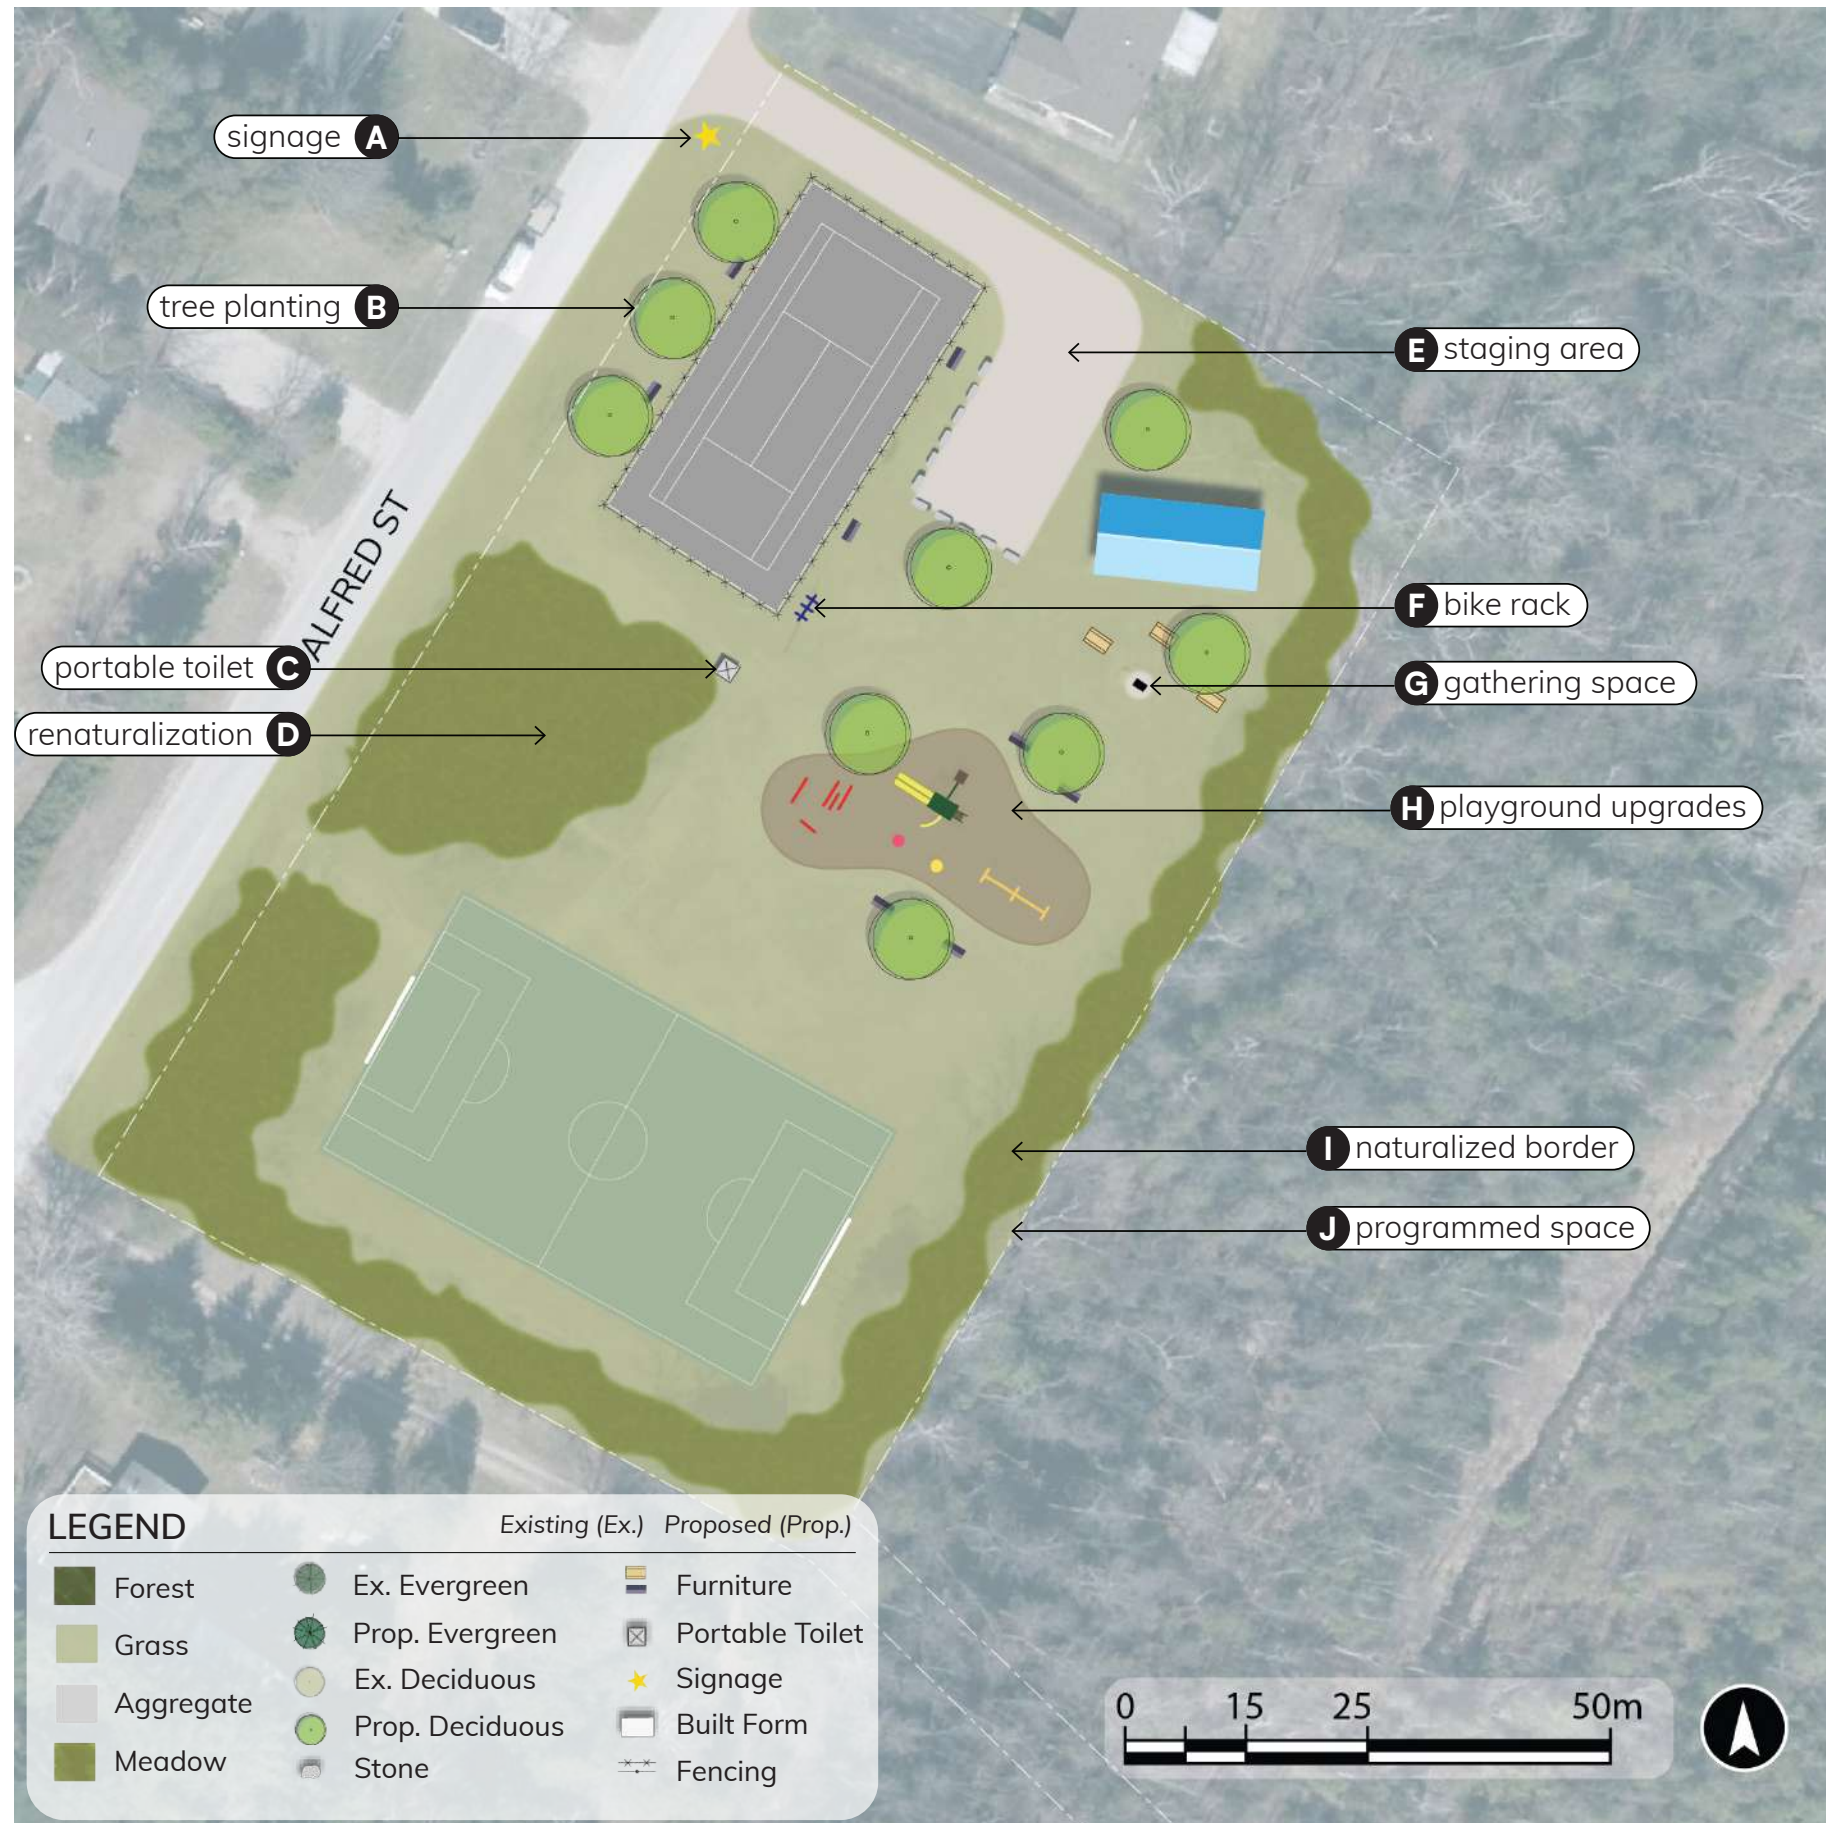 signage A
tree planting B
ALFRED ST
portable toilet C
renaturalization D
E staging area
F bike rack
G gathering space
H playground upgrades
I naturalized border
J programmed space
LEGEND
Existing (Ex.) Proposed (Prop.)
Forest
Grass
Aggregate
Meadow
Ex. Evergreen
Prop. Evergreen
Ex. Deciduous
Prop. Deciduous
Stone
Furniture
Portable Toilet
Signage
Built Form
Fencing
0 15 25 50m